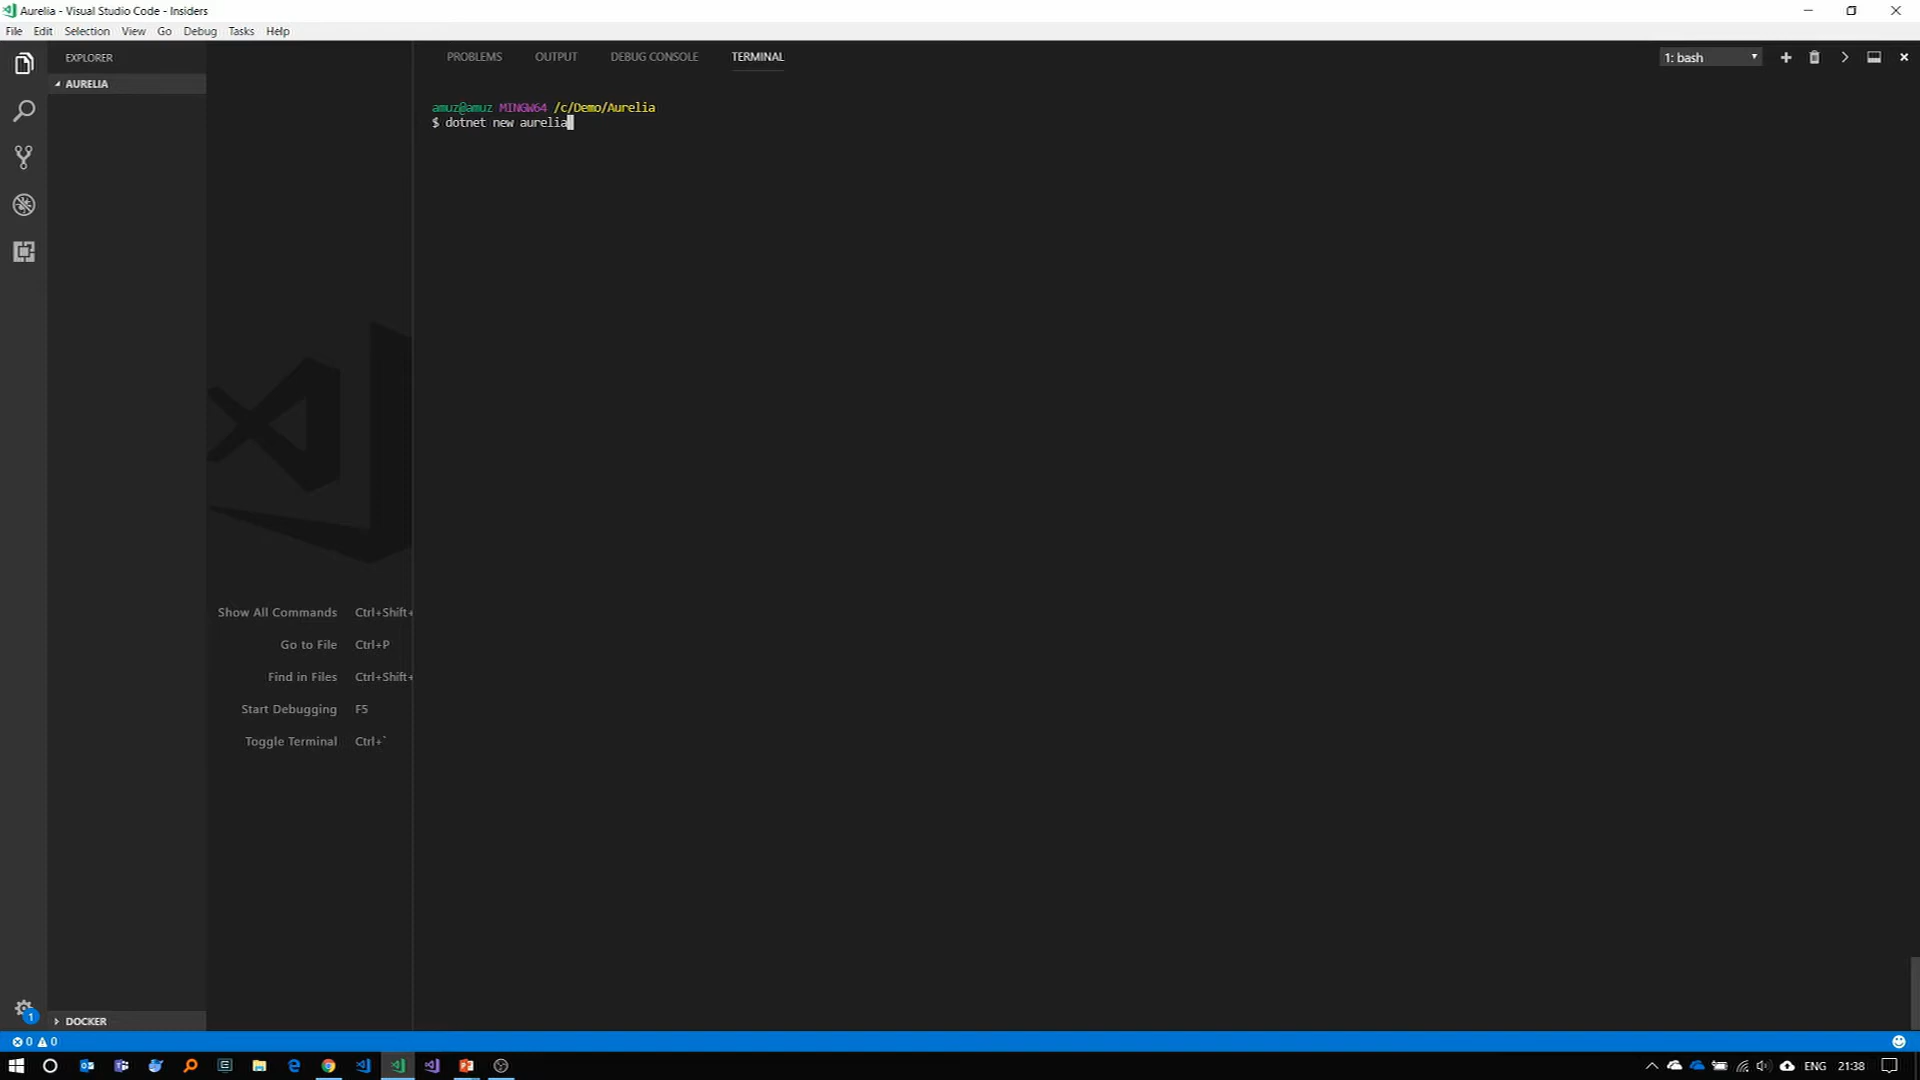 Aurelia - Visual Studio Code - Insiders
File Edit Selection View Go Debug Tasks Help
EXPLORER
AURELIA
PROBLEMS OUTPUT DEBUG CONSOLE TERMINAL
1: bash
amuz@amuz MINGW64 /c/Demo/Aurelia
$ dotnet new aurelia
Show All Commands Ctrl+Shift+
Go to File Ctrl+P
Find in Files Ctrl+Shift+
Start Debugging F5
Toggle Terminal Ctrl+`
1
DOCKER
0 0
ENG 21:38